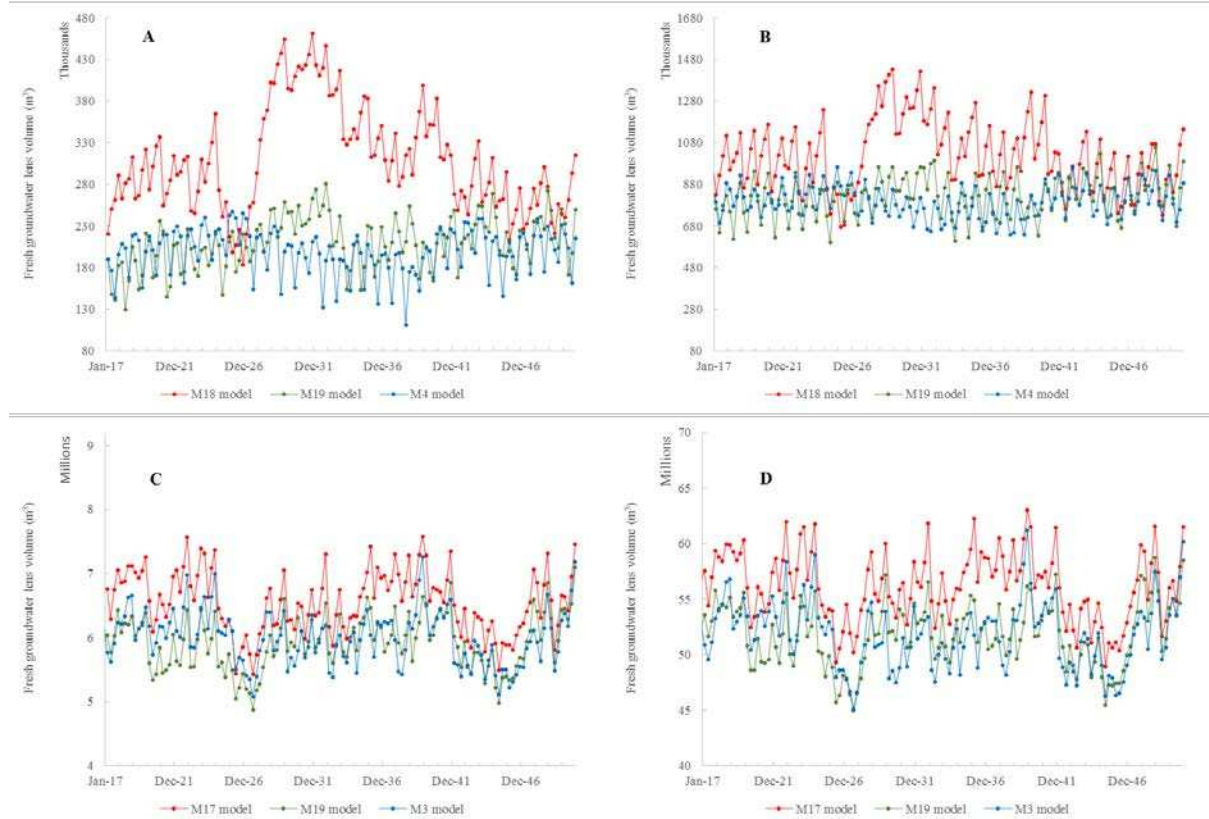 A
Thousands
Fresh groundwater lens volume (m³)
480
430
380
330
280
230
180
130
80
Jan-17 Dec-21 Dec-26 Dec-31 Dec-36 Dec-41 Dec-46
M18 model M19 model M4 model
B
Thousands
Fresh groundwater lens volume (m³)
1680
1480
1280
1080
880
680
480
280
80
Jan-17 Dec-21 Dec-26 Dec-31 Dec-36 Dec-41 Dec-46
M18 model M19 model M4 model
C
Millions
Fresh groundwater lens volume (m³)
9
8
7
6
5
4
Jan-17 Dec-21 Dec-26 Dec-31 Dec-36 Dec-41 Dec-46
M17 model M19 model M3 model
D
Millions
Fresh groundwater lens volume (m³)
70
65
60
55
50
45
40
Jan-17 Dec-21 Dec-26 Dec-31 Dec-36 Dec-41 Dec-46
M17 model M19 model M3 model